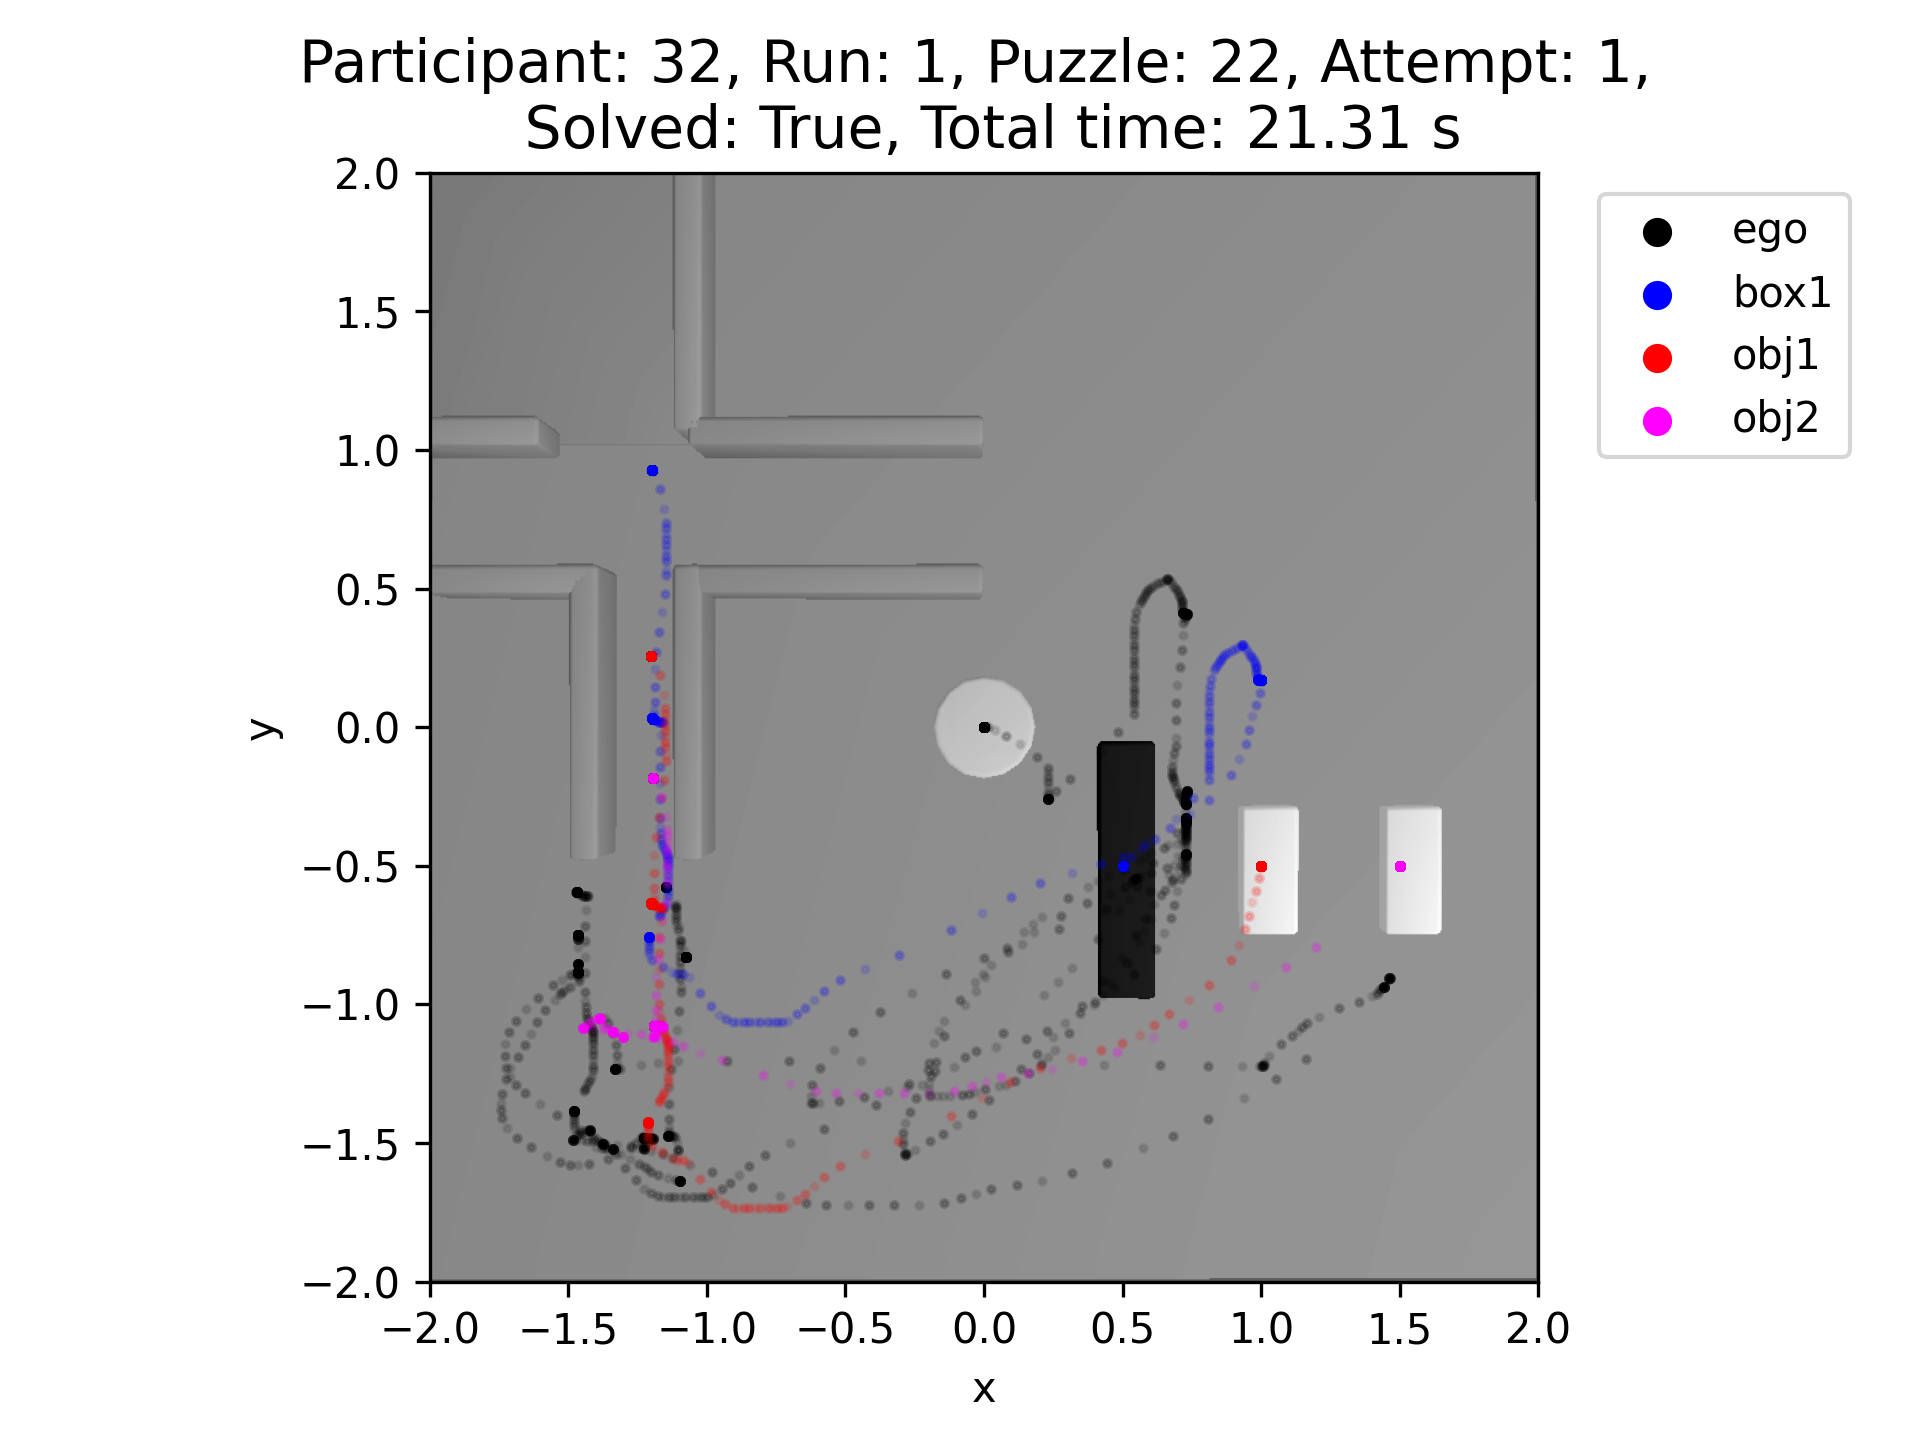 Participant: 32, Run: 1, Puzzle: 22, Attempt: 1,
Solved: True, Total time: 21.31 s
2.0
1.5
1.0
0.5
0.0
−0.5
−1.0
−1.5
−2.0
y
−2.0 −1.5 −1.0 −0.5 0.0 0.5 1.0 1.5 2.0
x
ego
box1
obj1
obj2